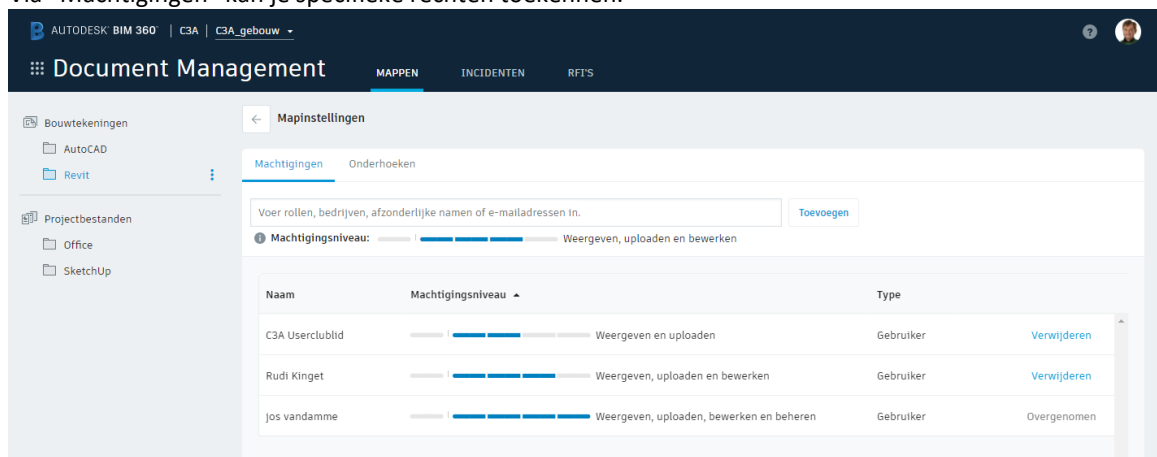 Via "Machtigingen" kan je specifieke rechten toekennen.
AUTODESK® BIM 360® | C3A | C3A_gebouw
Document Management MAPPEN INCIDENTEN RFI'S
Bouwtekeningen
AutoCAD
Revit
Projectbestanden
Office
SketchUp
Mapinstellingen
Machtigingen Onderhoeken
Voer rollen, bedrijven, afzonderlijke namen of e-mailadressen in. Toevoegen
Machtigingsniveau: Weergeven, uploaden en bewerken
Naam Machtigingsniveau Type
C3A Userclublid Weergeven en uploaden Gebruiker Verwijderen
Rudi Kinget Weergeven, uploaden en bewerken Gebruiker Verwijderen
jos vandamme Weergeven, uploaden, bewerken en beheren Gebruiker Overgenomen